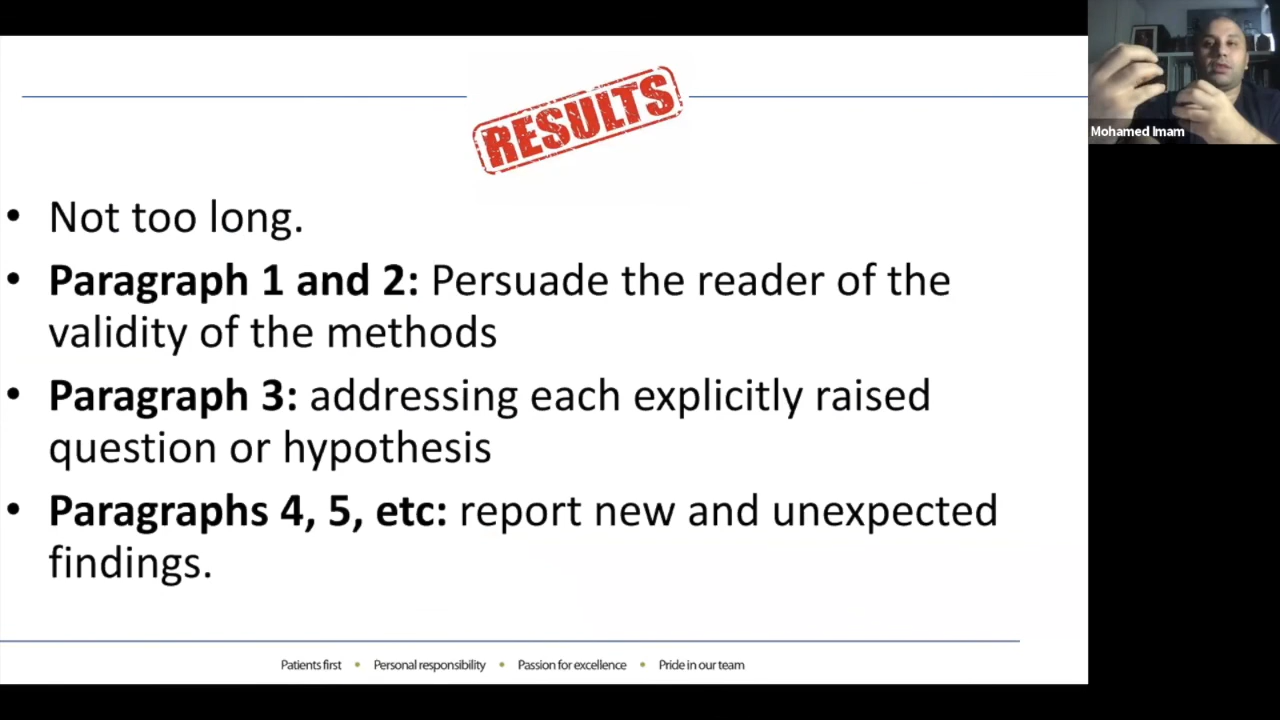 RESULTS
Mohamed Imam
• Not too long.
• Paragraph 1 and 2: Persuade the reader of the
validity of the methods
• Paragraph 3: addressing each explicitly raised
question or hypothesis
• Paragraphs 4, 5, etc: report new and unexpected
findings.
Patients first • Personal responsibility • Passion for excellence • Pride in our team